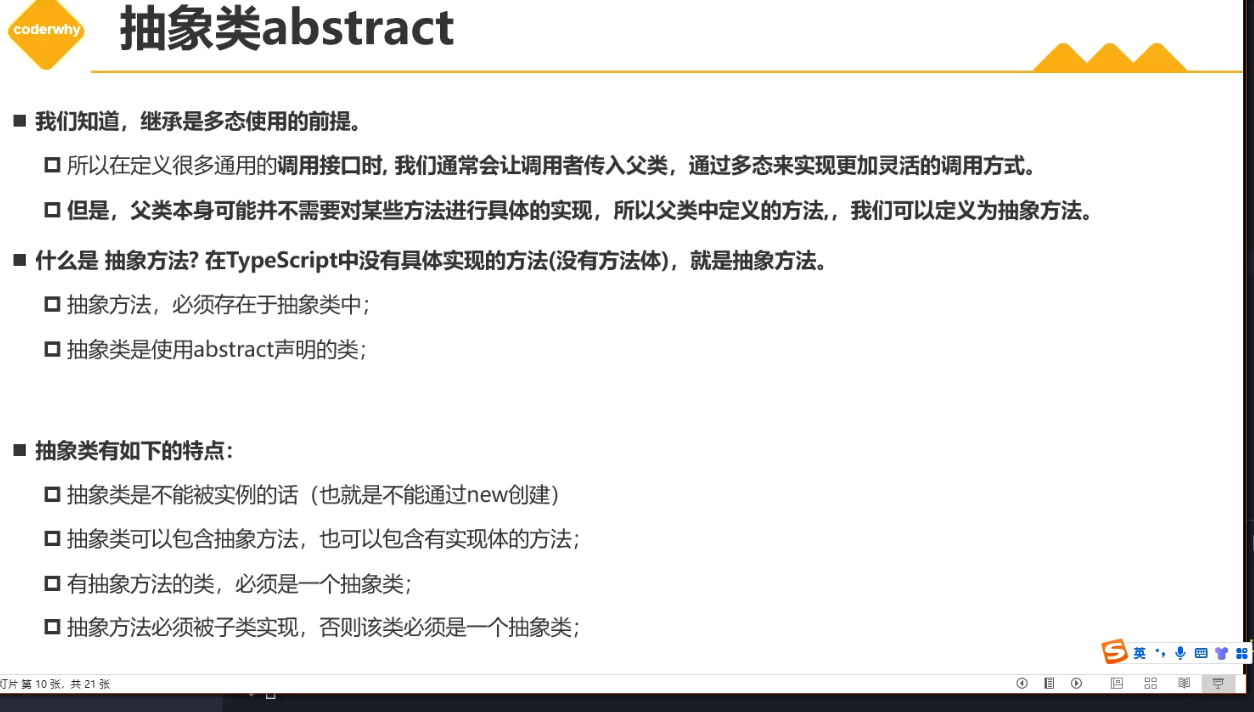 coderwhy
抽象类abstract
我们知道，继承是多态使用的前提。
所以在定义很多通用的调用接口时, 我们通常会让调用者传入父类，通过多态来实现更加灵活的调用方式。
但是，父类本身可能并不需要对某些方法进行具体的实现，所以父类中定义的方法,，我们可以定义为抽象方法。
什么是 抽象方法? 在TypeScript中没有具体实现的方法(没有方法体)，就是抽象方法。
抽象方法，必须存在于抽象类中；
抽象类是使用abstract声明的类；
抽象类有如下的特点：
抽象类是不能被实例的话（也就是不能通过new创建）
抽象类可以包含抽象方法，也可以包含有实现体的方法；
有抽象方法的类，必须是一个抽象类；
抽象方法必须被子类实现，否则该类必须是一个抽象类；
S 英
灯片 第 10 张，共 21 张